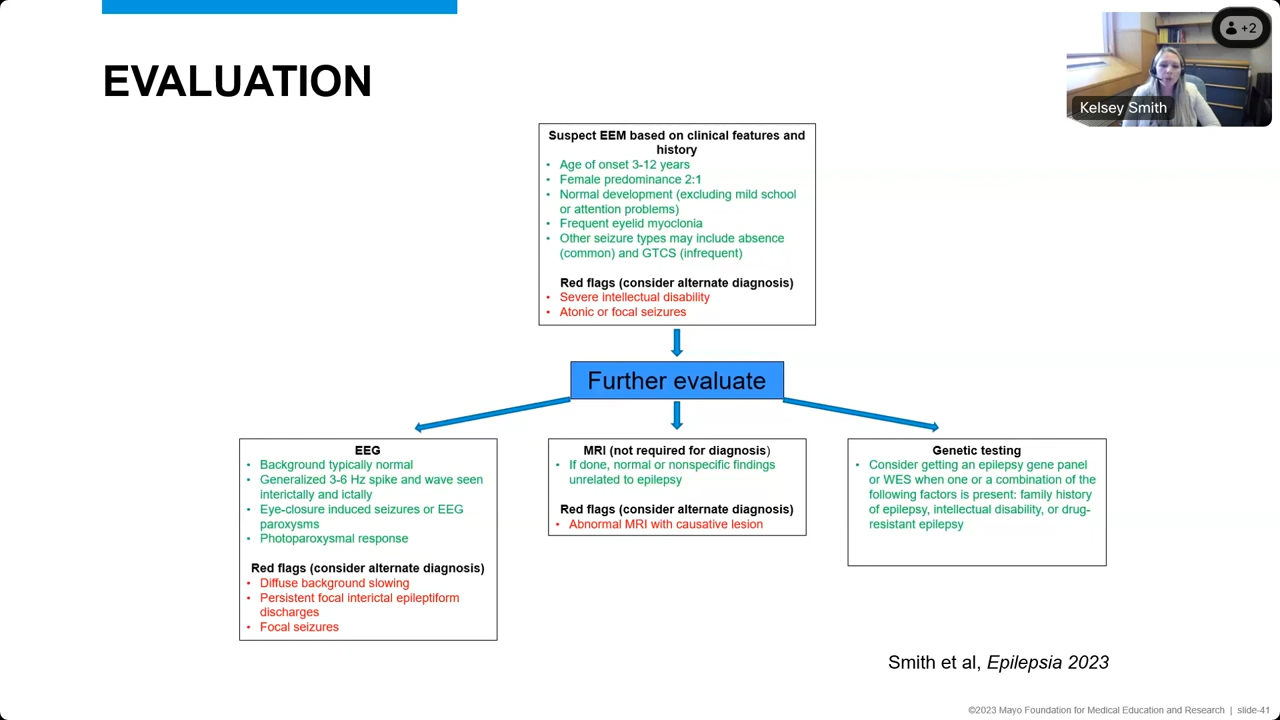 EVALUATION
+2
Kelsey Smith
Suspect EEM based on clinical features and
history
• Age of onset 3-12 years
• Female predominance 2:1
• Normal development (excluding mild school
or attention problems)
• Frequent eyelid myoclonia
• Other seizure types may include absence
(common) and GTCS (infrequent)
Red flags (consider alternate diagnosis)
• Severe intellectual disability
• Atonic or focal seizures
Further evaluate
EEG
• Background typically normal
• Generalized 3-6 Hz spike and wave seen
interictally and ictally
• Eye-closure induced seizures or EEG
paroxysms
• Photoparoxysmal response
Red flags (consider alternate diagnosis)
• Diffuse background slowing
• Persistent focal interictal epileptiform
discharges
• Focal seizures
MRI (not required for diagnosis)
• If done, normal or nonspecific findings
unrelated to epilepsy
Red flags (consider alternate diagnosis)
• Abnormal MRI with causative lesion
Genetic testing
• Consider getting an epilepsy gene panel
or WES when one or a combination of the
following factors is present: family history
of epilepsy, intellectual disability, or drug-
resistant epilepsy
Smith et al, Epilepsia 2023
©2023 Mayo Foundation for Medical Education and Research | slide-41